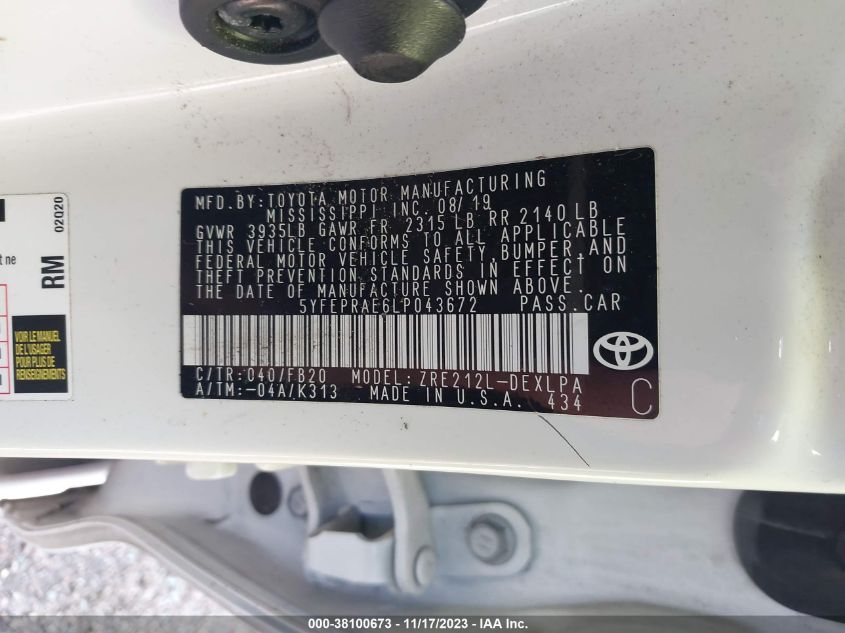 MFD.BY: TOYOTA MOTOR MANUFACTURING
MISSISSIPPI INC. 08/19
GVWR 3935LB GAWR FR 2315 LB RR 2140 LB
THIS VEHICLE CONFORMS TO ALL APPLICABLE
FEDERAL MOTOR VEHICLE SAFETY, BUMPER, AND
THEFT PREVENTION STANDARDS IN EFFECT ON
THE DATE OF MANUFACTURE SHOWN ABOVE.
5YFEPRAE6LP043672 PASS.CAR
C/TR: 040/FB20 MODEL: ZRE212L-DEXLPA
A/TM: -04A/K313 MADE IN U.S.A. 434 C
02020
RM
t ne
VOIR LE MANUEL
DE L'USAGER
POUR PLUS DE
RENSEIGNEMENTS
000-38100673 - 11/17/2023 - IAA Inc.